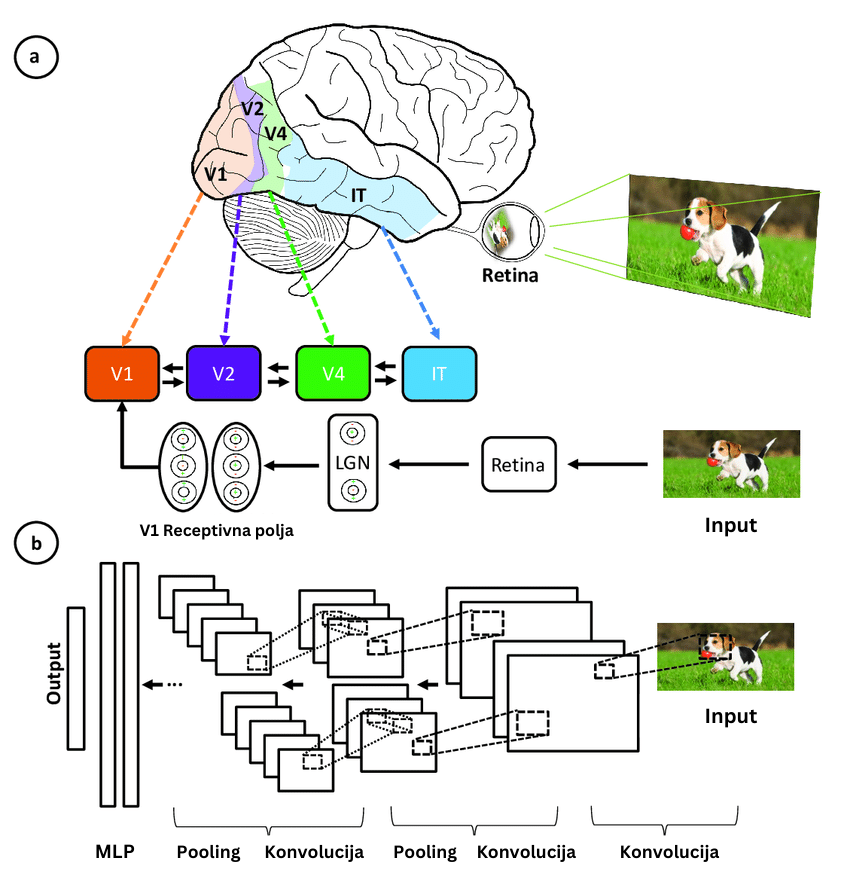 a
V2
V4
V1
IT
Retina
V1
V2
V4
IT
LGN
Retina
V1 Receptivna polja
Input
b
Output
Input
MLP
Pooling
Konvolucija
Pooling
Konvolucija
Konvolucija